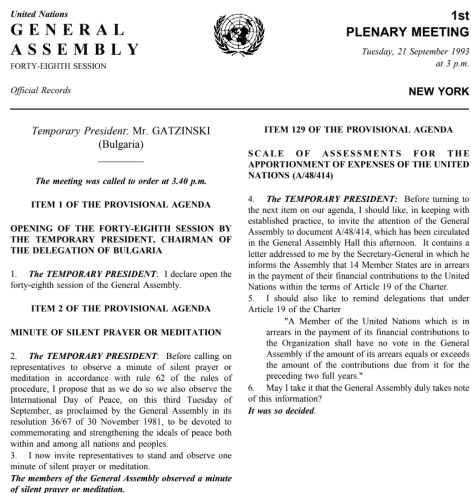 United Nations
GENERAL
ASSEMBLY
FORTY-EIGHTH SESSION
Official Records
1st
PLENARY MEETING
Tuesday, 21 September 1993
at 3 p.m.
NEW YORK
Temporary President: Mr. GATZINSKI
(Bulgaria)
The meeting was called to order at 3.40 p.m.
ITEM 1 OF THE PROVISIONAL AGENDA
OPENING OF THE FORTY-EIGHTH SESSION BY
THE TEMPORARY PRESIDENT, CHAIRMAN OF
THE DELEGATION OF BULGARIA
1. The TEMPORARY PRESIDENT: I declare open the
forty-eighth session of the General Assembly.
ITEM 2 OF THE PROVISIONAL AGENDA
MINUTE OF SILENT PRAYER OR MEDITATION
2. The TEMPORARY PRESIDENT: Before calling on
representatives to observe a minute of silent prayer or
meditation in accordance with rule 62 of the rules of
procedure, I propose that as we do so we also observe the
International Day of Peace, on this third Tuesday of
September, as proclaimed by the General Assembly in its
resolution 36/67 of 30 November 1981, to be devoted to
commemorating and strengthening the ideals of peace both
within and among all nations and peoples.
3. I now invite representatives to stand and observe one
minute of silent prayer or meditation.
The members of the General Assembly observed a minute
of silent prayer or meditation.
ITEM 129 OF THE PROVISIONAL AGENDA
SCALE OF ASSESSMENTS FOR THE
APPORTIONMENT OF EXPENSES OF THE UNITED
NATIONS (A/48/414)
4. The TEMPORARY PRESIDENT: Before turning to
the next item on our agenda, I should like, in keeping with
established practice, to invite the attention of the General
Assembly to document A/48/414, which has been circulated
in the General Assembly Hall this afternoon. It contains a
letter addressed to me by the Secretary-General in which he
informs the Assembly that 14 Member States are in arrears
in the payment of their financial contributions to the United
Nations within the terms of Article 19 of the Charter.
5. I should also like to remind delegations that under
Article 19 of the Charter
"A Member of the United Nations which is in
arrears in the payment of its financial contributions to
the Organization shall have no vote in the General
Assembly if the amount of its arrears equals or exceeds
the amount of the contributions due from it for the
preceding two full years."
6. May I take it that the General Assembly duly takes note
of this information?
It was so decided.